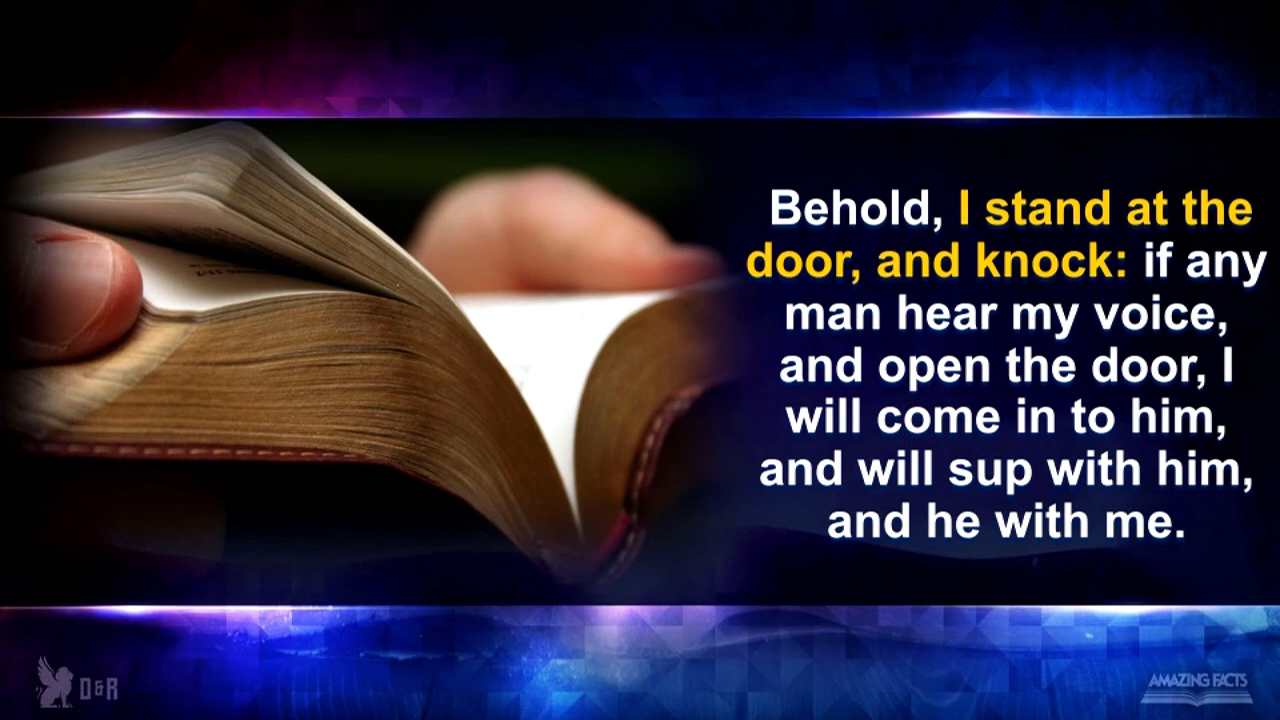 Behold, I stand at the
door, and knock: if any
man hear my voice,
and open the door, I
will come in to him,
and will sup with him,
and he with me.
D&R
AMAZING FACTS